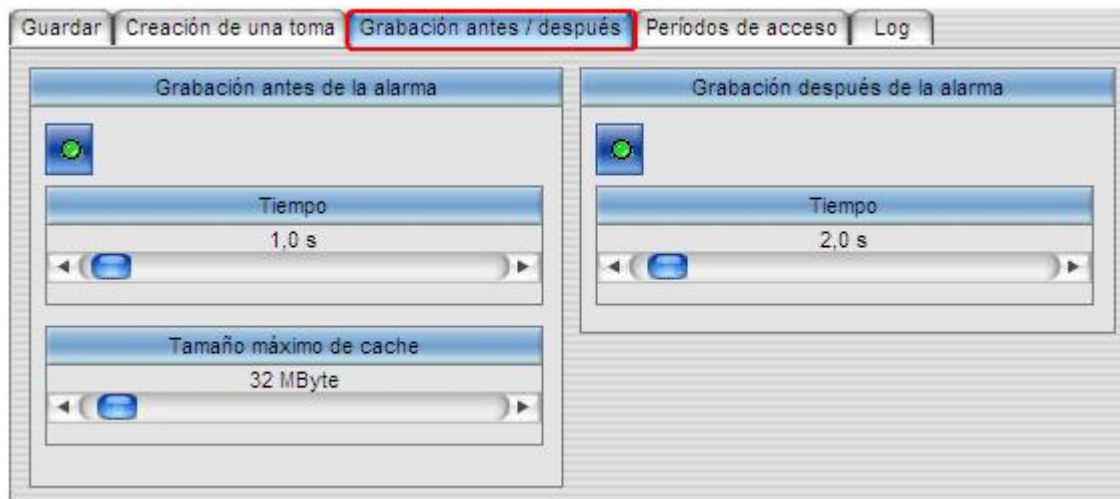 Guardar
Creación de una toma
Grabación antes / después
Períodos de acceso
Log
Grabación antes de la alarma
Tiempo
1,0 s
Tamaño máximo de cache
32 MByte
Grabación después de la alarma
Tiempo
2,0 s